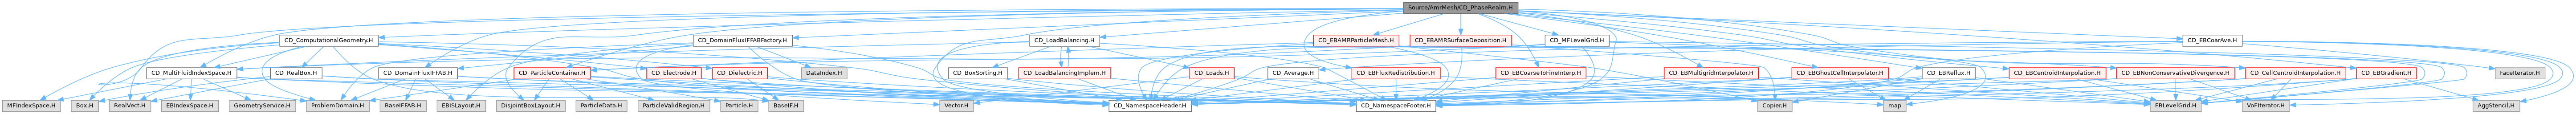 Source/AmrMesh/CD_PhaseRealm.H
CD_ComputationalGeometry.H
CD_DomainFluxIFFABFactory.H
CD_LoadBalancing.H
CD_EBAMRParticleMesh.H
CD_EBAMRSurfaceDeposition.H
CD_MFLevelGrid.H
CD_EBCoarAve.H
CD_MultiFluidIndexSpace.H
CD_RealBox.H
CD_DomainFluxIFFAB.H
CD_ParticleContainer.H
CD_Electrode.H
CD_Dielectric.H
DataIndex.H
CD_BoxSorting.H
CD_LoadBalancingImplem.H
CD_Loads.H
CD_Average.H
CD_EBFluxRedistribution.H
CD_EBCoarseToFineInterp.H
CD_EBMultigridInterpolator.H
CD_EBGhostCellInterpolator.H
CD_EBReflux.H
CD_EBCentroidInterpolation.H
CD_EBNonConservativeDivergence.H
CD_CellCentroidInterpolation.H
CD_EBGradient.H
FaceIterator.H
MFIndexSpace.H
Box.H
RealVect.H
EBIndexSpace.H
GeometryService.H
ProblemDomain.H
BaseIFFAB.H
EBISLayout.H
DisjointBoxLayout.H
ParticleData.H
ParticleValidRegion.H
Particle.H
BaseIF.H
Vector.H
CD_NamespaceHeader.H
CD_NamespaceFooter.H
Copier.H
map
EBLevelGrid.H
VoFIterator.H
AggStencil.H